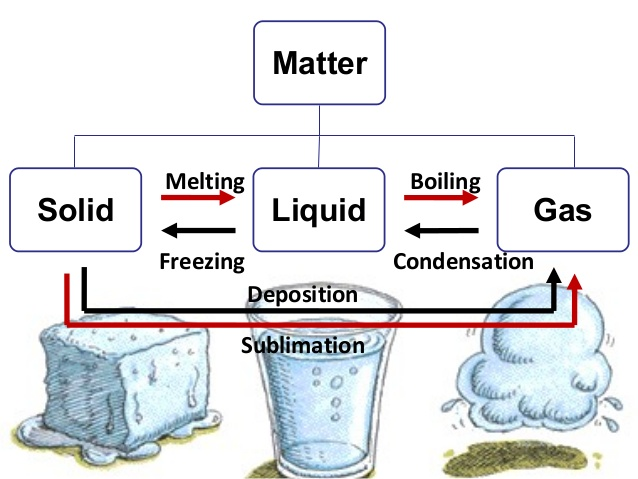 Matter
Melting
Boiling
Solid
Liquid
Gas
Freezing
Condensation
Deposition
Sublimation